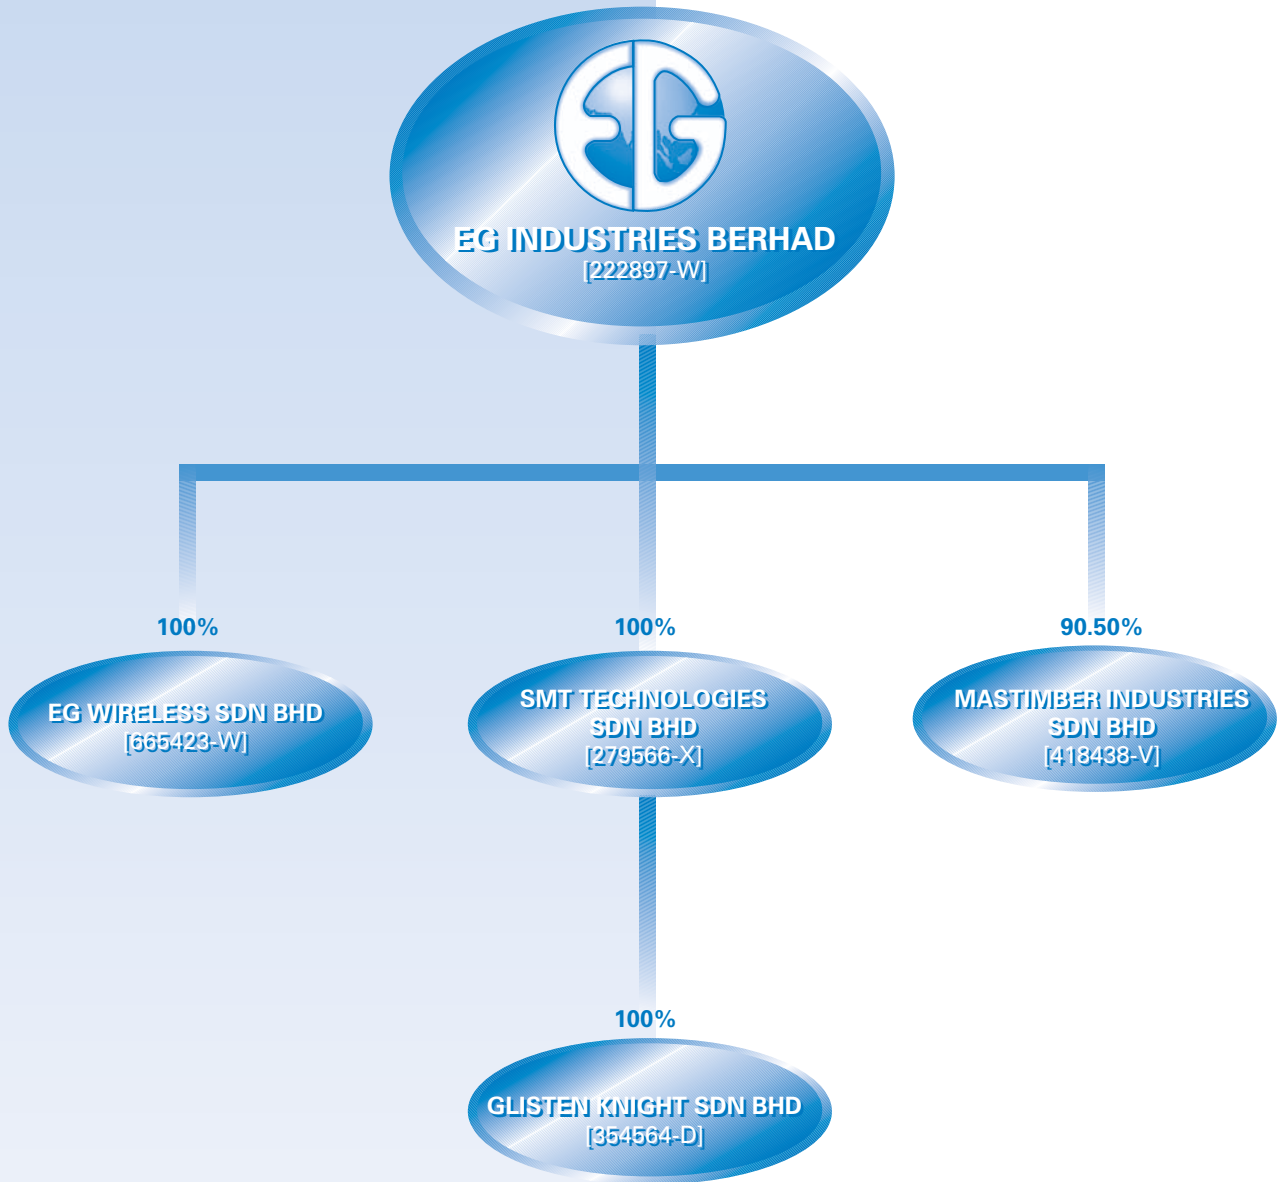 EG
EG INDUSTRIES BERHAD
[222897-W]
100%
EG WIRELESS SDN BHD
[665423-W]
100%
SMT TECHNOLOGIES
SDN BHD
[279566-X]
90.50%
MASTIMBER INDUSTRIES
SDN BHD
[418438-V]
100%
GLISTEN KNIGHT SDN BHD
[354564-D]